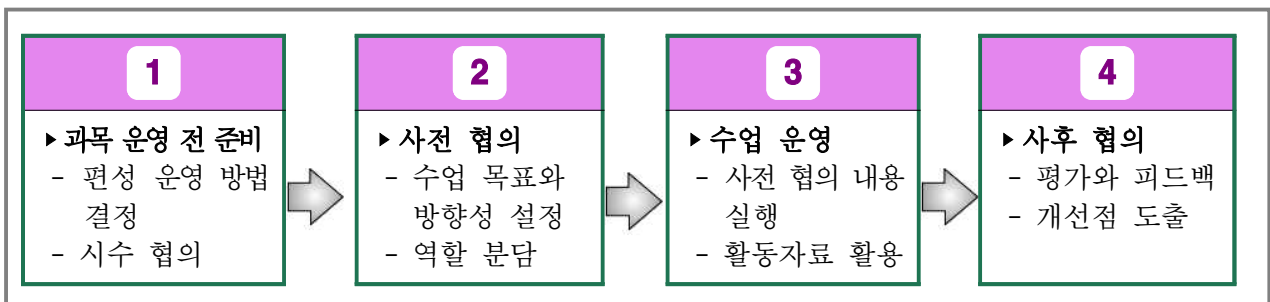 1
▶과목 운영 전 준비
- 편성 운영 방법
결정
- 시수 협의
2
▶사전 협의
- 수업 목표와
방향성 설정
- 역할 분담
3
▶수업 운영
- 사전 협의 내용
실행
- 활동자료 활용
4
▶사후 협의
- 평가와 피드백
- 개선점 도출